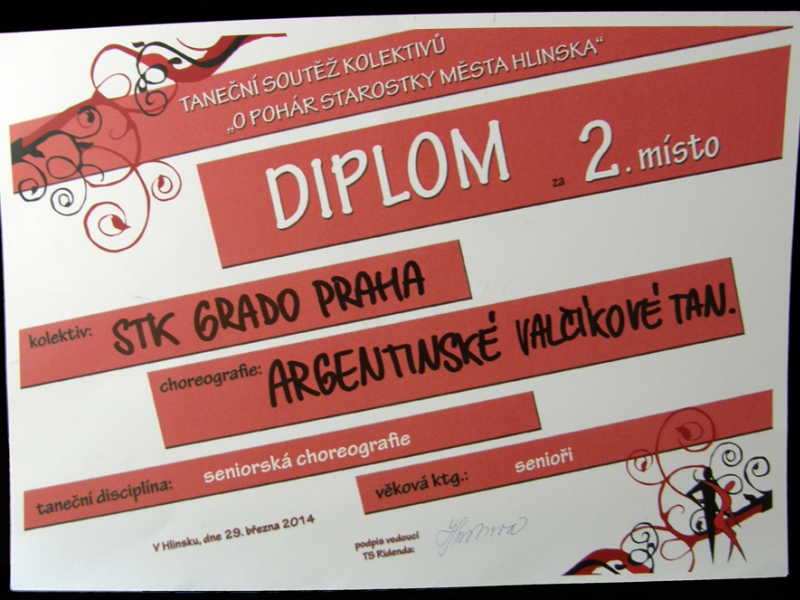 TANEČNÍ SOUTĚŽ KOLEKTIVŮ
„O POHÁR STAROSTKY MĚSTA HLINSKA“
DIPLOM za 2. místo
kolektiv: STK GRADO PRAHA
choreografie: ARGENTINSKÉ VALČÍKOVÉ TAN.
taneční disciplína: seniorská choreografie
věková ktg.: senioři
V Hlinsku, dne 29. března 2014
podpis vedoucí
TS Ridenda: